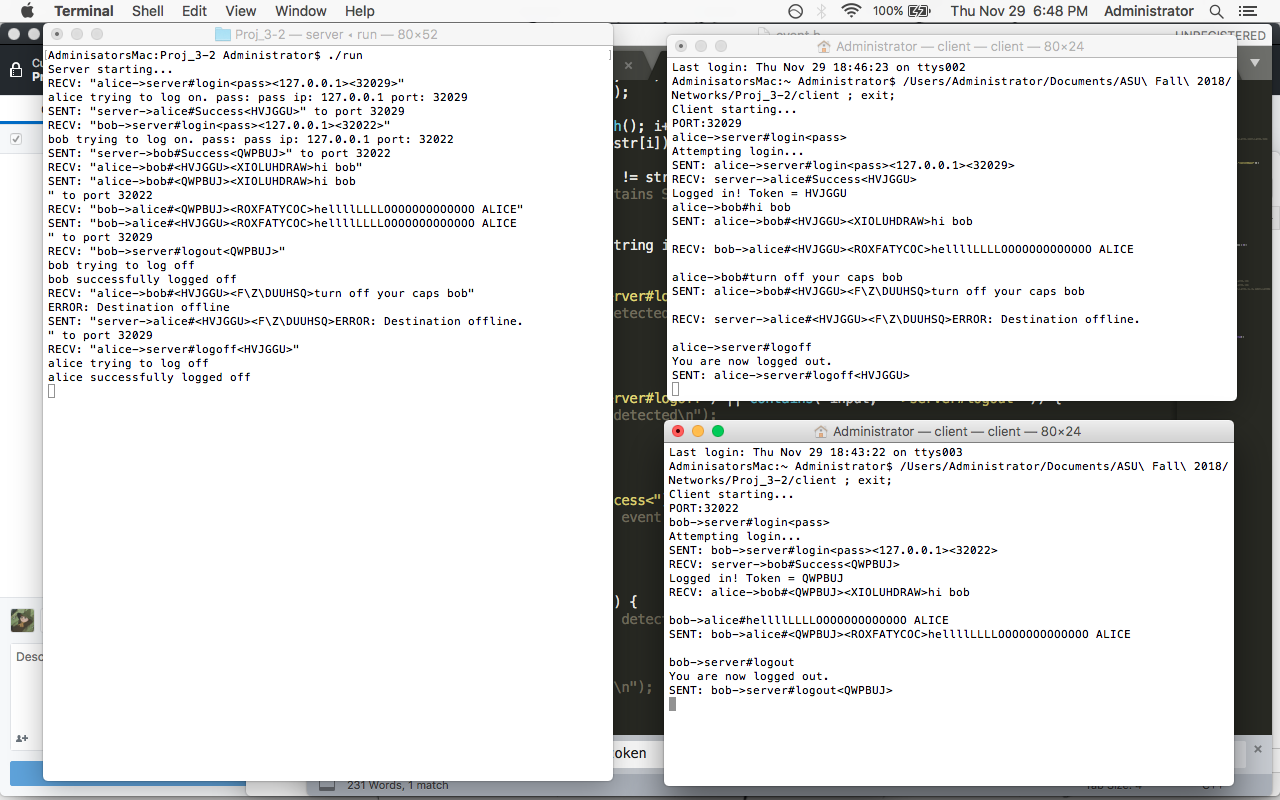 Terminal Shell Edit View Window Help 100% Thu Nov 29 6:48 PM Administrator
Proj_3-2 — server ◂ run — 80×52
AdminisatorsMac:Proj_3-2 Administrator$ ./run
Server starting...
RECV: "alice->server#login<pass><127.0.0.1><32029>"
alice trying to log on. pass: pass ip: 127.0.0.1 port: 32029
SENT: "server->alice#Success<HVJGGU>" to port 32029
RECV: "bob->server#login<pass><127.0.0.1><32022>"
bob trying to log on. pass: pass ip: 127.0.0.1 port: 32022
SENT: "server->bob#Success<QWPBUJ>" to port 32022
RECV: "alice->bob#<HVJGGU><XIOLUHDRAW>hi bob"
SENT: "alice->bob#<QWPBUJ><XIOLUHDRAW>hi bob
" to port 32022
RECV: "bob->alice#<QWPBUJ><ROXFATYCOC>hellllLLLLOOOOOOOOOOOOO ALICE"
SENT: "bob->alice#<HVJGGU><ROXFATYCOC>hellllLLLLOOOOOOOOOOOOO ALICE
" to port 32029
RECV: "bob->server#logout<QWPBUJ>"
bob trying to log off
bob successfully logged off
RECV: "alice->bob#<HVJGGU><F\Z\DUUHSQ>turn off your caps bob"
ERROR: Destination offline
SENT: "server->alice#<HVJGGU><F\Z\DUUHSQ>ERROR: Destination offline.
" to port 32029
RECV: "alice->server#logoff<HVJGGU>"
alice trying to log off
alice successfully logged off
Administrator — client — client — 80×24
Last login: Thu Nov 29 18:46:23 on ttys002
AdminisatorsMac:~ Administrator$ /Users/Administrator/Documents/ASU\ Fall\ 2018/
Networks/Proj_3-2/client ; exit;
Client starting...
PORT:32029
alice->server#login<pass>
Attempting login...
SENT: alice->server#login<pass><127.0.0.1><32029>
RECV: server->alice#Success<HVJGGU>
Logged in! Token = HVJGGU
alice->bob#hi bob
SENT: alice->bob#<HVJGGU><XIOLUHDRAW>hi bob
RECV: bob->alice#<HVJGGU><ROXFATYCOC>hellllLLLLOOOOOOOOOOOOO ALICE
alice->bob#turn off your caps bob
SENT: alice->bob#<HVJGGU><F\Z\DUUHSQ>turn off your caps bob
RECV: server->alice#<HVJGGU><F\Z\DUUHSQ>ERROR: Destination offline.
alice->server#logoff
You are now logged out.
SENT: alice->server#logoff<HVJGGU>
Administrator — client — client — 80×24
Last login: Thu Nov 29 18:43:22 on ttys003
AdminisatorsMac:~ Administrator$ /Users/Administrator/Documents/ASU\ Fall\ 2018/
Networks/Proj_3-2/client ; exit;
Client starting...
PORT:32022
bob->server#login<pass>
Attempting login...
SENT: bob->server#login<pass><127.0.0.1><32022>
RECV: server->bob#Success<QWPBUJ>
Logged in! Token = QWPBUJ
RECV: alice->bob#<QWPBUJ><XIOLUHDRAW>hi bob
bob->alice#hellllLLLLOOOOOOOOOOOOO ALICE
SENT: bob->alice#<QWPBUJ><ROXFATYCOC>hellllLLLLOOOOOOOOOOOOO ALICE
bob->server#logout
You are now logged out.
SENT: bob->server#logout<QWPBUJ>
231 Words, 1 match